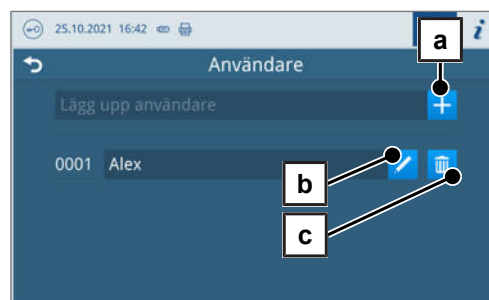 25.10.2021 16:42
i
a
Användare
Lägg upp användare
+
0001 Alex
b
c